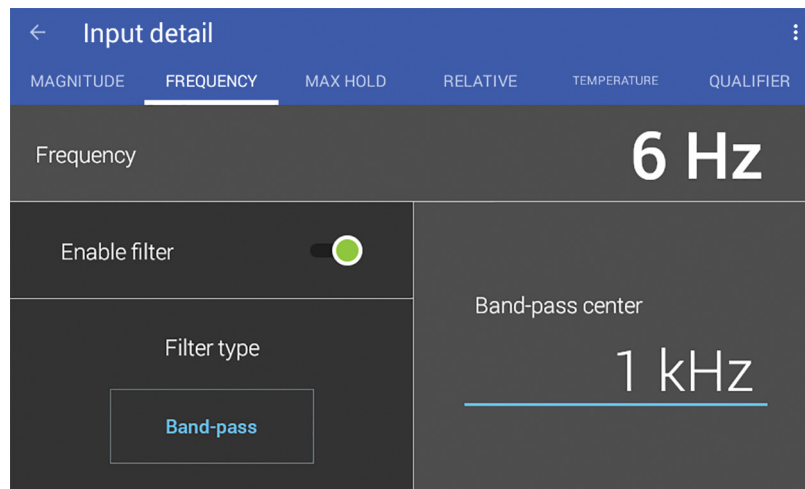 Input detail
MAGNITUDE FREQUENCY MAX HOLD RELATIVE TEMPERATURE QUALIFIER
Frequency 6 Hz
Enable filter
Band-pass center
Filter type
1 kHz
Band-pass